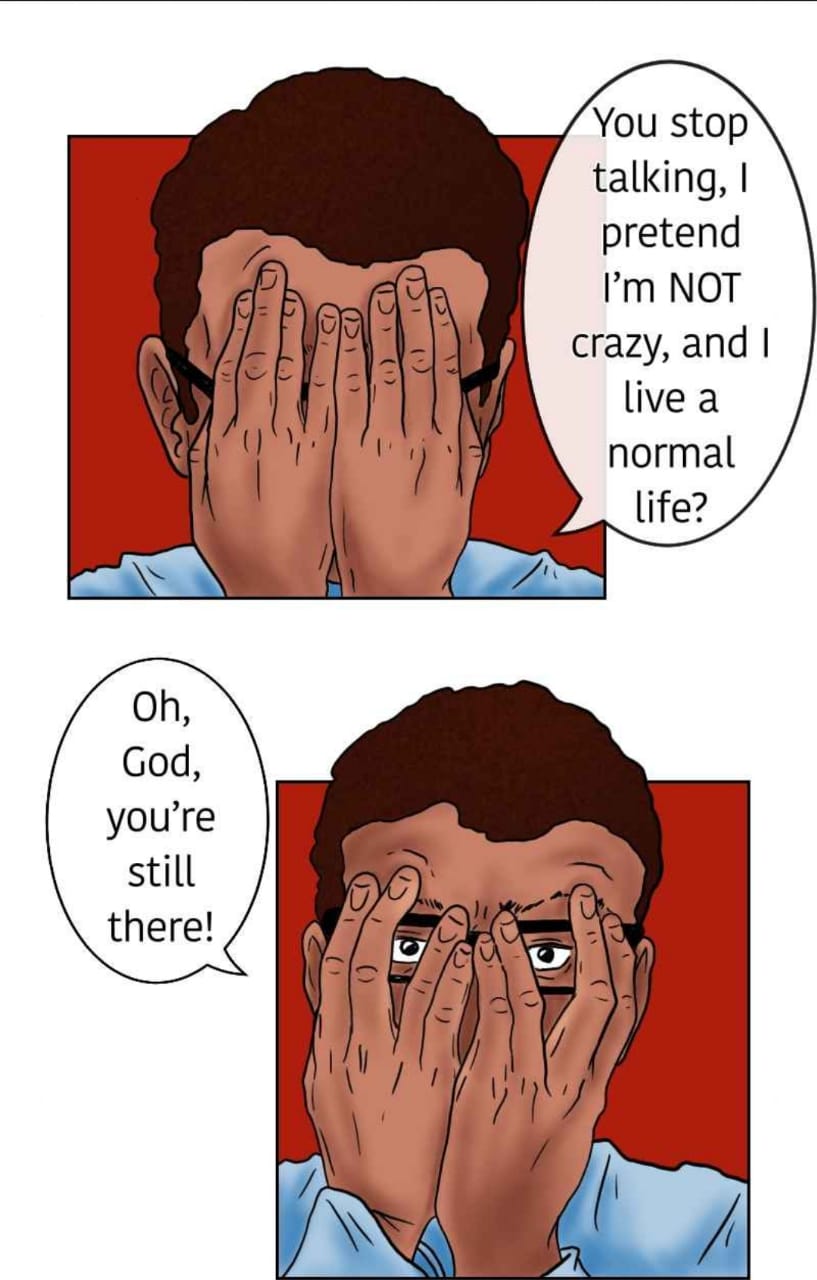 You stop
talking, I
pretend
I’m NOT
crazy, and I
live a
normal
life?
Oh,
God,
you’re
still
there!